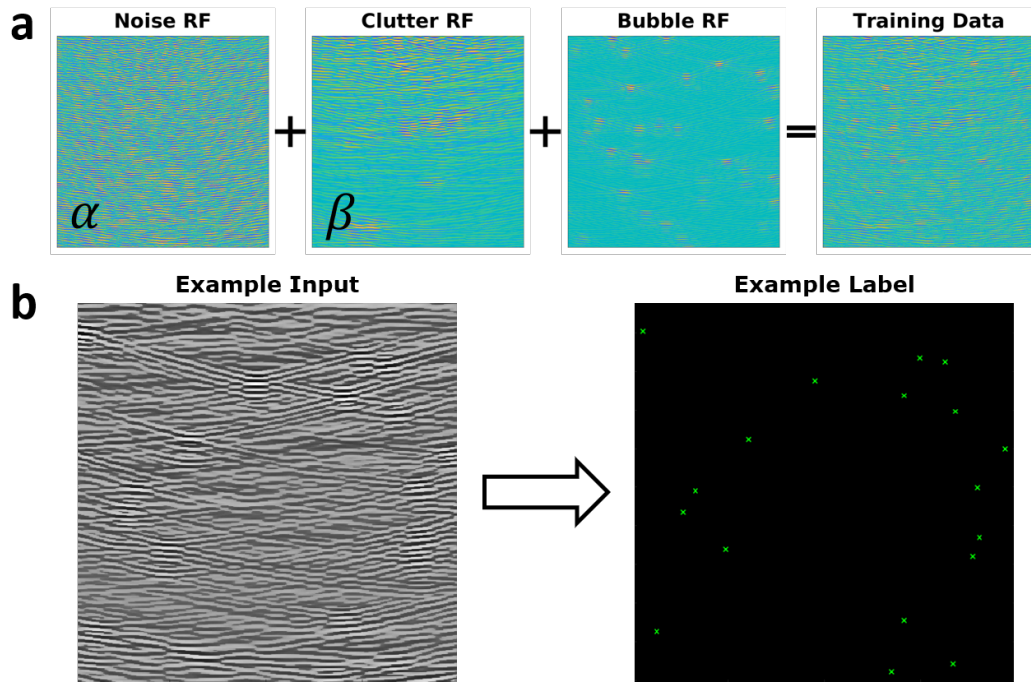 a
Noise RF
Clutter RF
Bubble RF
Training Data
α
+
β
+
=
b
Example Input
Example Label